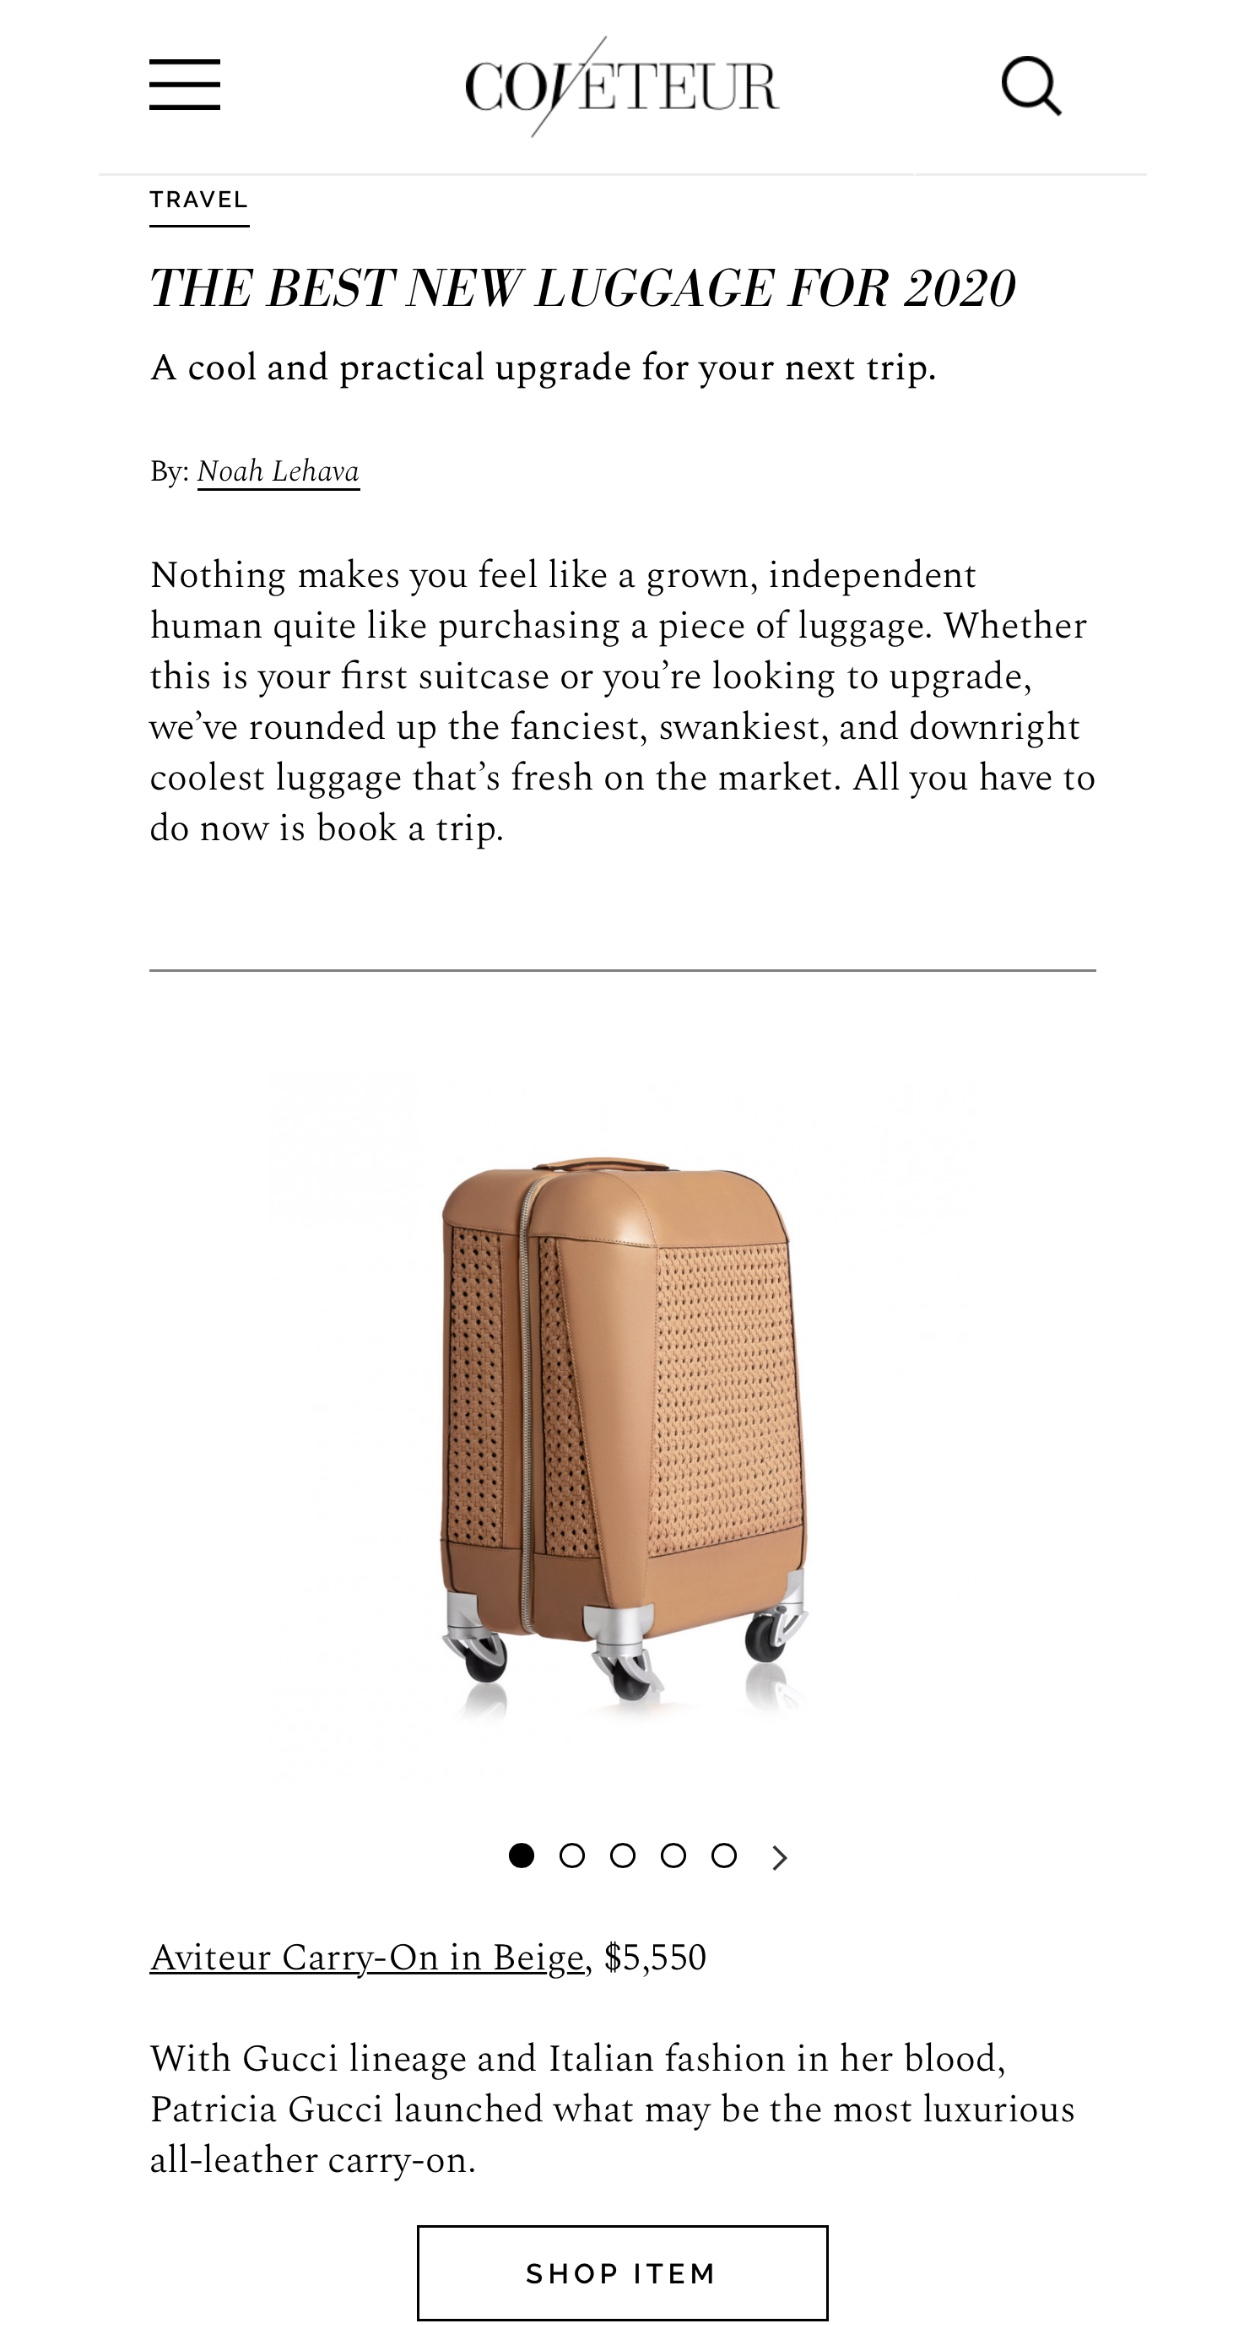 COVETEUR
TRAVEL
THE BEST NEW LUGGAGE FOR 2020
A cool and practical upgrade for your next trip.
By: Noah Lehava
Nothing makes you feel like a grown, independent
human quite like purchasing a piece of luggage. Whether
this is your first suitcase or you’re looking to upgrade,
we’ve rounded up the fanciest, swankiest, and downright
coolest luggage that’s fresh on the market. All you have to
do now is book a trip.
Aviteur Carry-On in Beige, $5,550
With Gucci lineage and Italian fashion in her blood,
Patricia Gucci launched what may be the most luxurious
all-leather carry-on.
SHOP ITEM